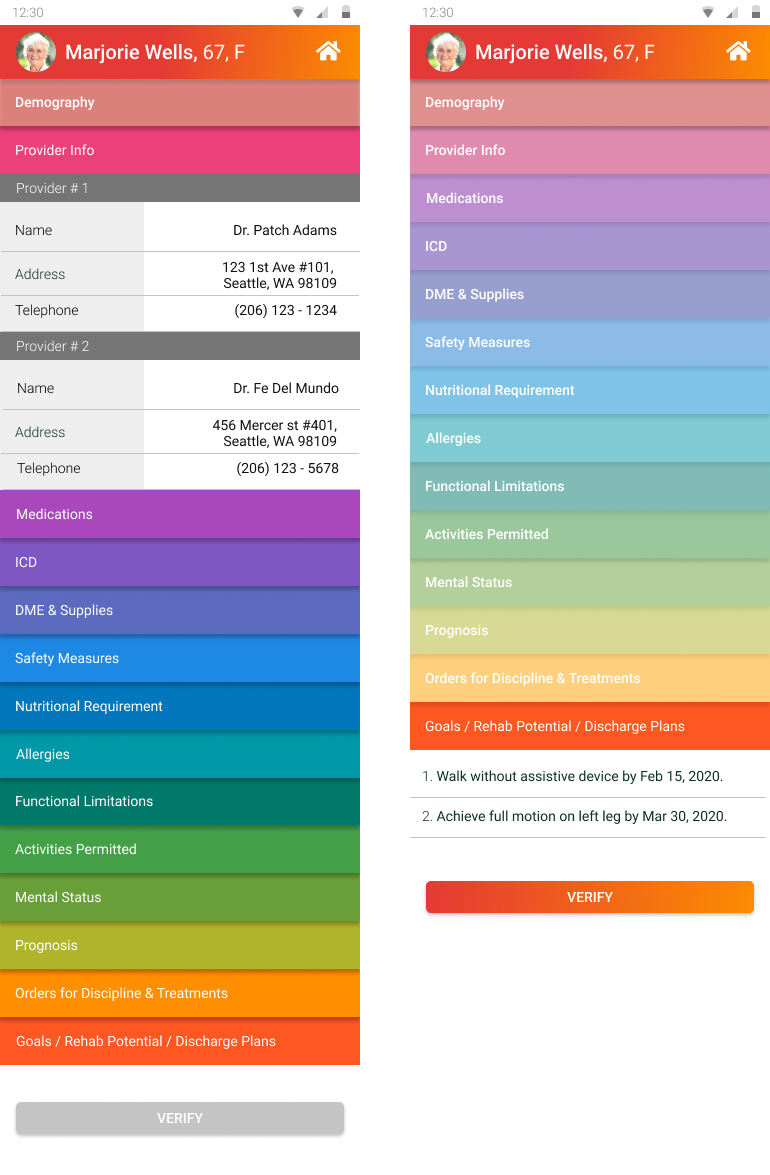 12:30
Marjorie Wells, 67, F
Demography
Provider Info
Provider # 1
Name Dr. Patch Adams
Address 123 1st Ave #101,
Seattle, WA 98109
Telephone (206) 123 - 1234
Provider # 2
Name Dr. Fe Del Mundo
Address 456 Mercer st #401,
Seattle, WA 98109
Telephone (206) 123 - 5678
Medications
ICD
DME & Supplies
Safety Measures
Nutritional Requirement
Allergies
Functional Limitations
Activities Permitted
Mental Status
Prognosis
Orders for Discipline & Treatments
Goals / Rehab Potential / Discharge Plans
VERIFY
12:30
Marjorie Wells, 67, F
Demography
Provider Info
Medications
ICD
DME & Supplies
Safety Measures
Nutritional Requirement
Allergies
Functional Limitations
Activities Permitted
Mental Status
Prognosis
Orders for Discipline & Treatments
Goals / Rehab Potential / Discharge Plans
1. Walk without assistive device by Feb 15, 2020.
2. Achieve full motion on left leg by Mar 30, 2020.
VERIFY